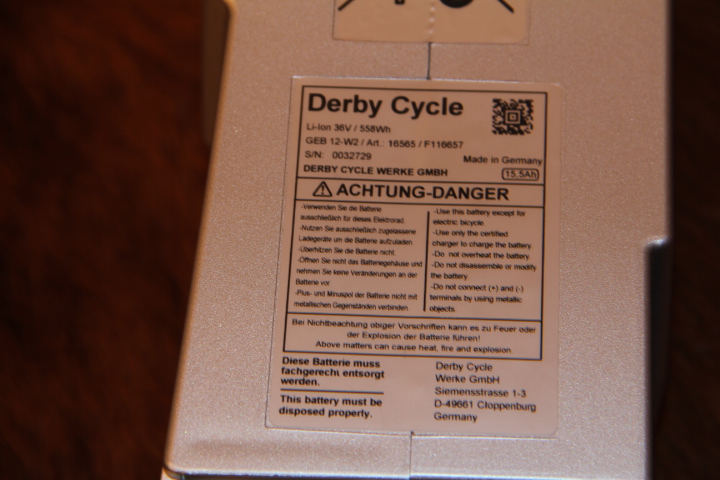 Derby Cycle
Li-Ion 36V / 558Wh
GEB 12-W2 / Art.: 16565 / F116657
S/N: 0032729
Made in Germany
DERBY CYCLE WERKE GMBH
15.5Ah
ACHTUNG-DANGER
-Verwenden Sie die Batterie
ausschließlich für dieses Elektrorad.
-Nutzen Sie ausschließlich zugelassene
Ladegeräte um die Batterie aufzuladen
-Überhitzen Sie die Batterie nicht.
-Öffnen Sie nicht das Batteriegehäuse und
nehmen Sie keine Veränderungen an der
Batterie vor
-Plus- und Minuspol der Batterie nicht mit
metallischen Gegenständen verbinden
-Use this battery except for
electric bicycle.
-Use only the certified
charger to charge the battery.
-Do not overheat the battery.
-Do not disassemble or modify
the battery.
-Do not connect (+) and (-)
terminals by using metallic
objects.
Bei Nichtbeachtung obiger Vorschriften kann es zu Feuer oder
der Explosion der Batterie führen!
Above matters can cause heat, fire and explosion
Diese Batterie muss
fachgerecht entsorgt
werden.
This battery must be
disposed properly.
Derby Cycle
Werke GmbH
Siemensstrasse 1-3
D-49661 Cloppenburg
Germany